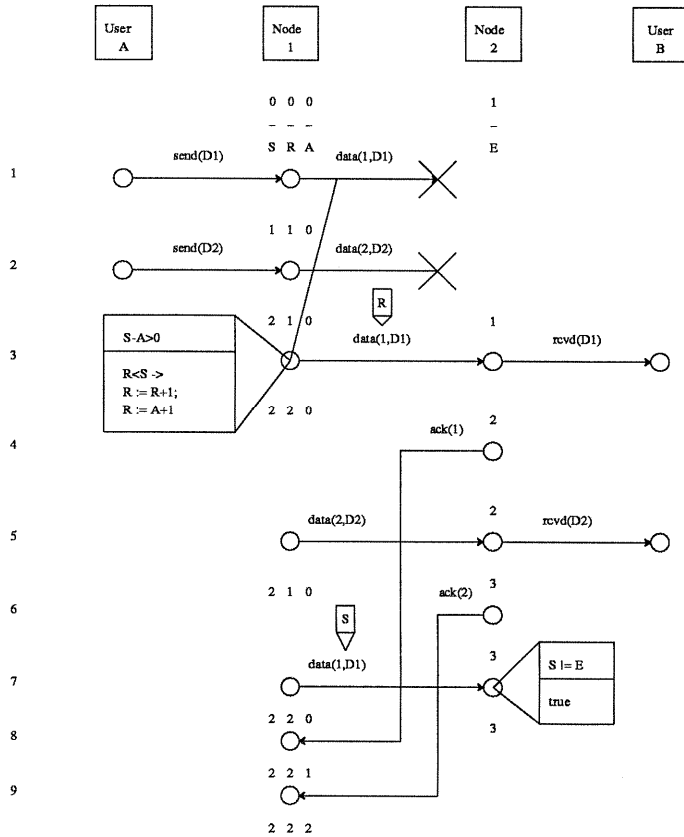 User Node Node User
A 1 2 B
0 0 0 1
– – – –
S R A E
send(D1) data(1,D1)
1
1 1 0
send(D2) data(2,D2)
2
R
2 1 0 1
S-A>0
data(1,D1) rcvd(D1)
3
R<S ->
R := R+1;
R := A+1
2 2 0
ack(1) 2
4
2
data(2,D2) rcvd(D2)
5
3
2 1 0 ack(2)
6
S
3
data(1,D1) S |= E
7
true
2 2 0 3
8
2 2 1
9
2 2 2